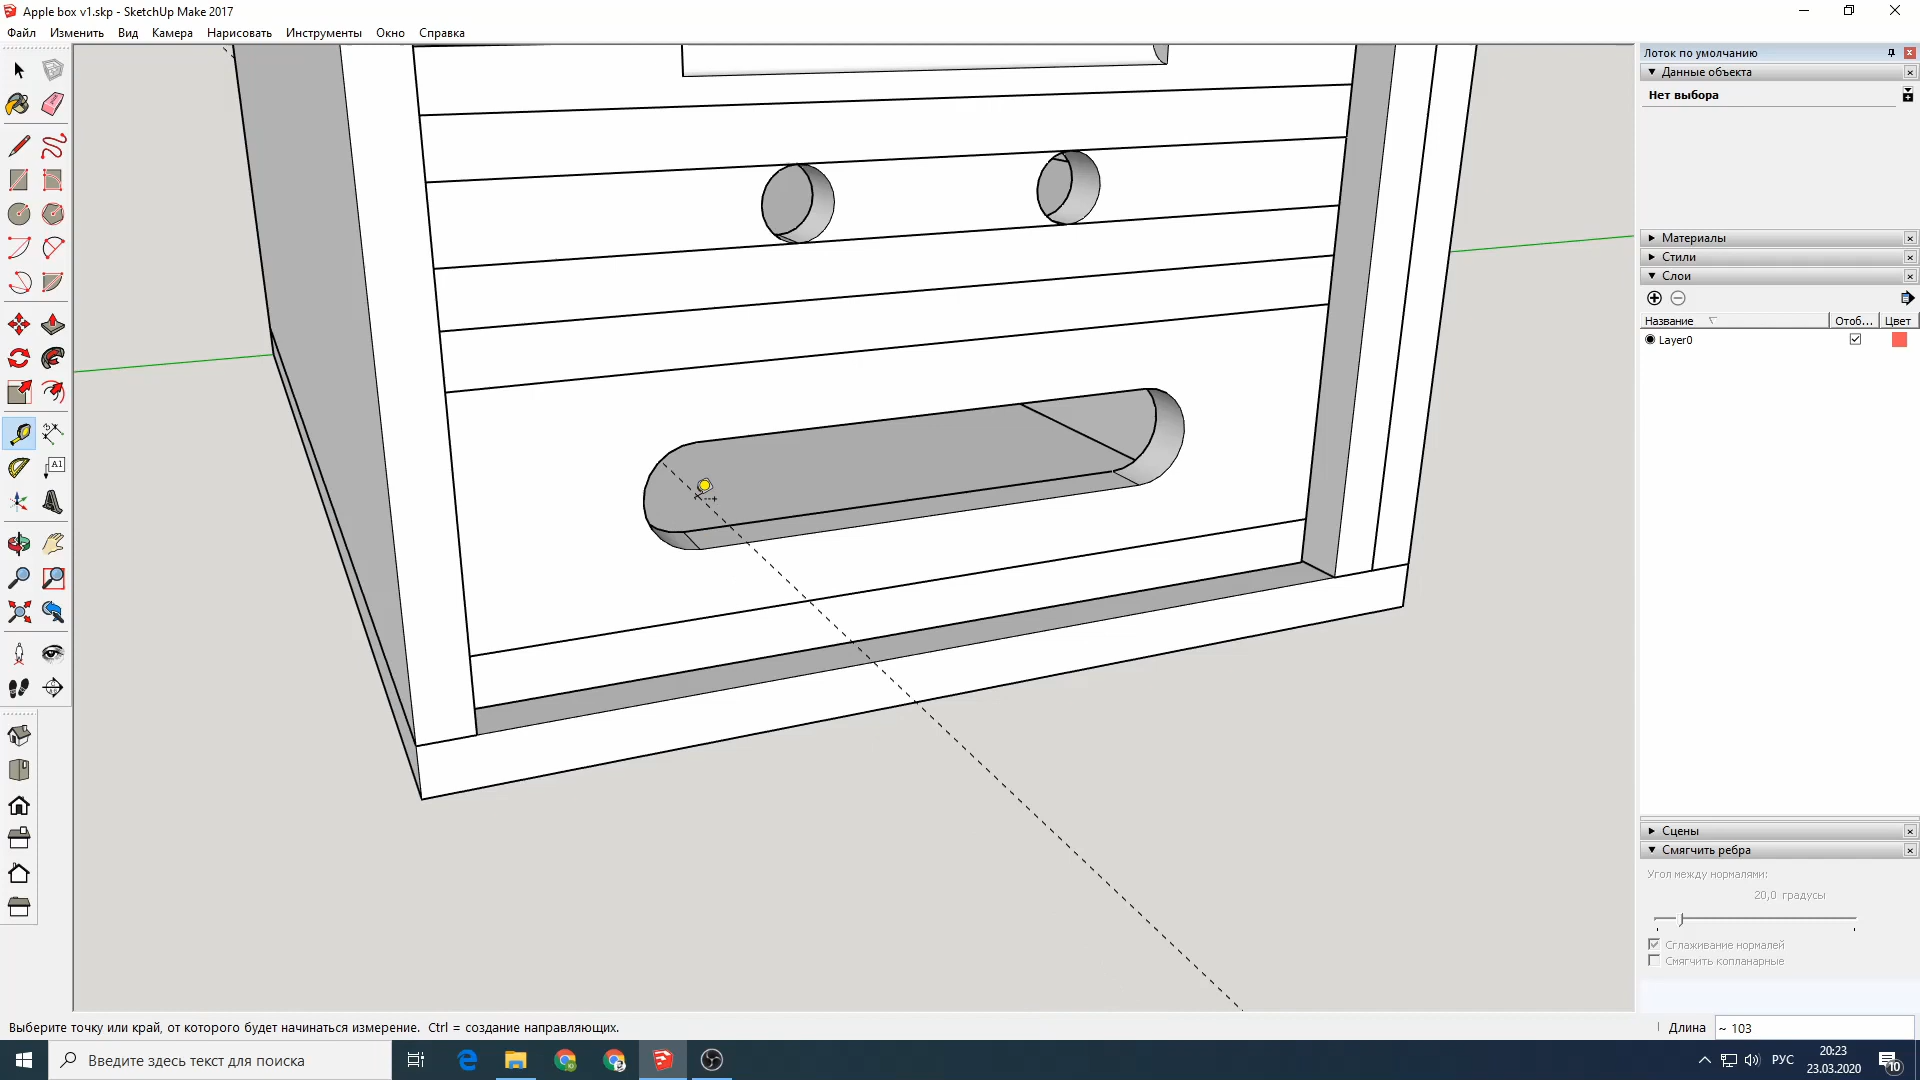 Apple box v1.skp - SketchUp Make 2017
Файл Изменить Вид Камера Нарисовать Инструменты Окно Справка
Лоток по умолчанию
Данные объекта
Нет выбора
Материалы
Стили
Слои
Название Отоб... Цвет
Layer0
A1
Сцены
Смягчить ребра
Угол между нормалями:
20,0 градусы
Сглаживание нормалей
Смягчить копланарные
Выберите точку или край, от которого будет начинаться измерение. Ctrl = создание направляющих.
Длина ~ 103
Введите здесь текст для поиска
РУС
20:23
23.03.2020
10